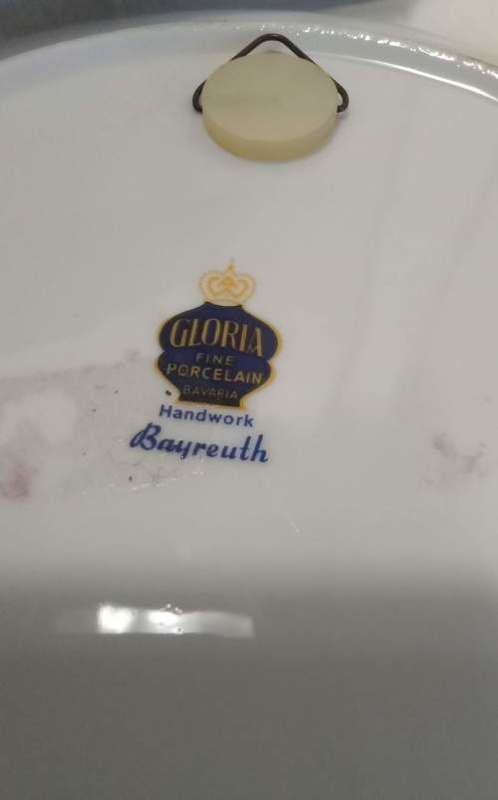 GLORIA
FINE
PORCELAIN
BAVARIA
Handwork
Bayreuth